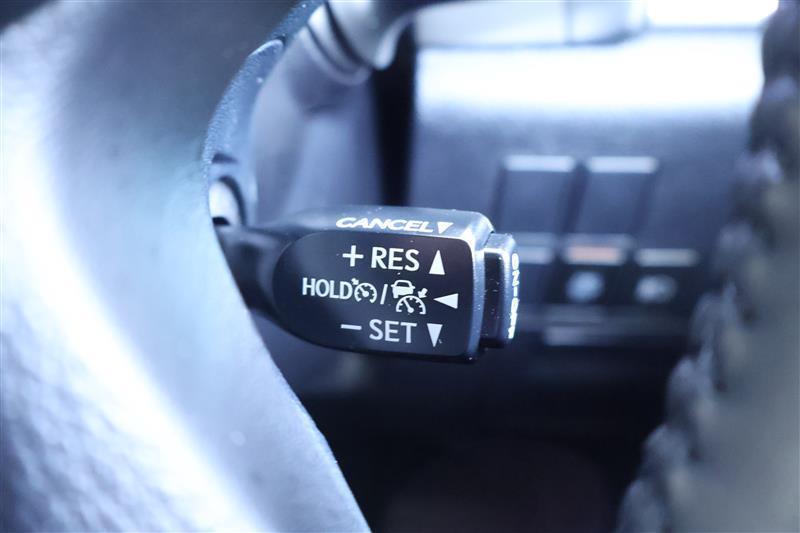 CANCEL▼
+ RES ▲
HOLD / ◄
− SET ▼